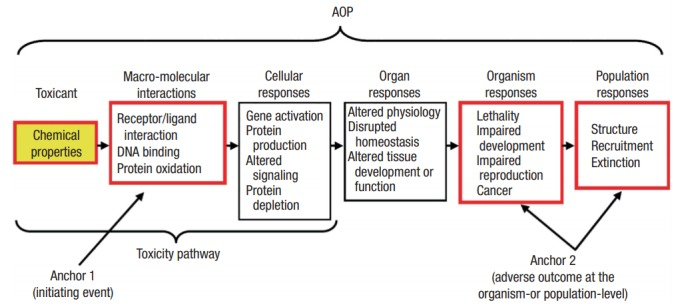 AOP
Toxicant
Macro-molecular
interactions
Cellular
responses
Organ
responses
Organism
responses
Population
responses
Chemical
properties
Receptor/ligand
interaction
DNA binding
Protein oxidation
Gene activation
Protein
production
Altered
signaling
Protein
depletion
Altered physiology
Disrupted
homeostasis
Altered tissue
development or
function
Lethality
Impaired
development
Impaired
reproduction
Cancer
Structure
Recruitment
Extinction
Toxicity pathway
Anchor 1
(initiating event)
Anchor 2
(adverse outcome at the
organism-or population-level)